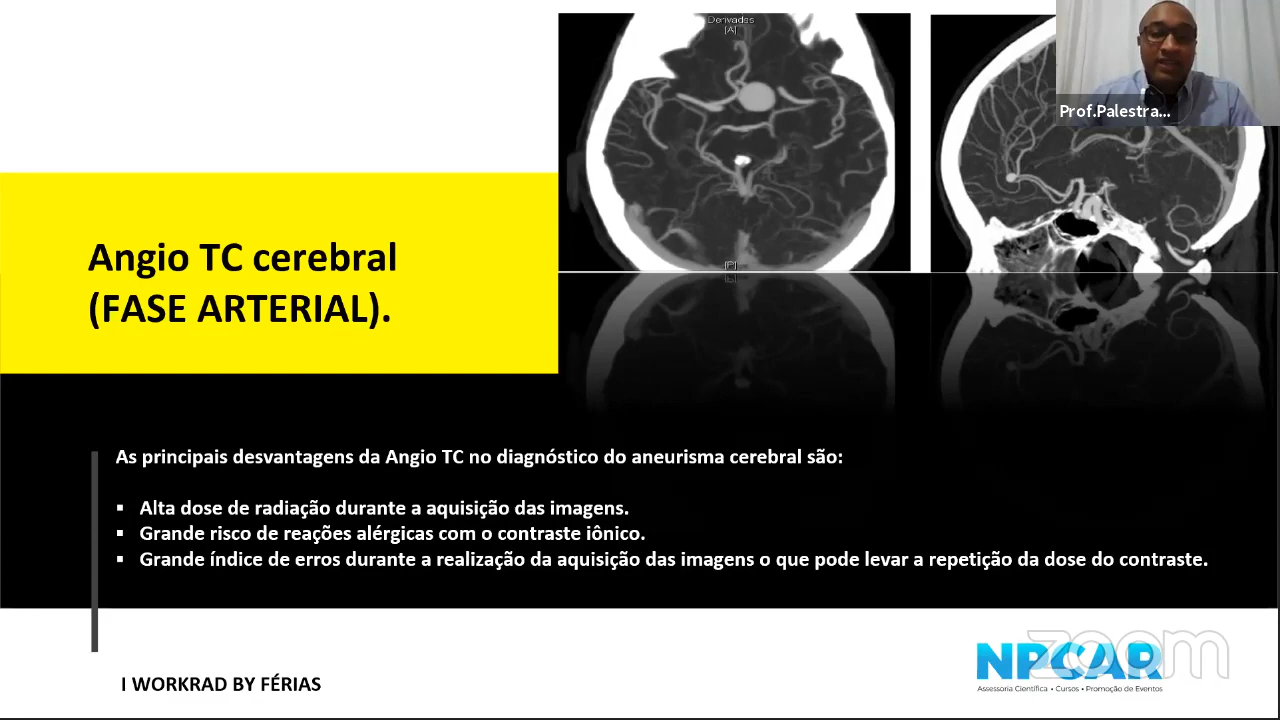 Derivadas
[A]
Prof.Palestra...
[P]
Angio TC cerebral
(FASE ARTERIAL).
As principais desvantagens da Angio TC no diagnóstico do aneurisma cerebral são:
▪ Alta dose de radiação durante a aquisição das imagens.
▪ Grande risco de reações alérgicas com o contraste iônico.
▪ Grande índice de erros durante a realização da aquisição das imagens o que pode levar a repetição da dose do contraste.
I WORKRAD BY FÉRIAS
NPCAR
zoom
Assessoria Científica • Cursos • Promoção de Eventos